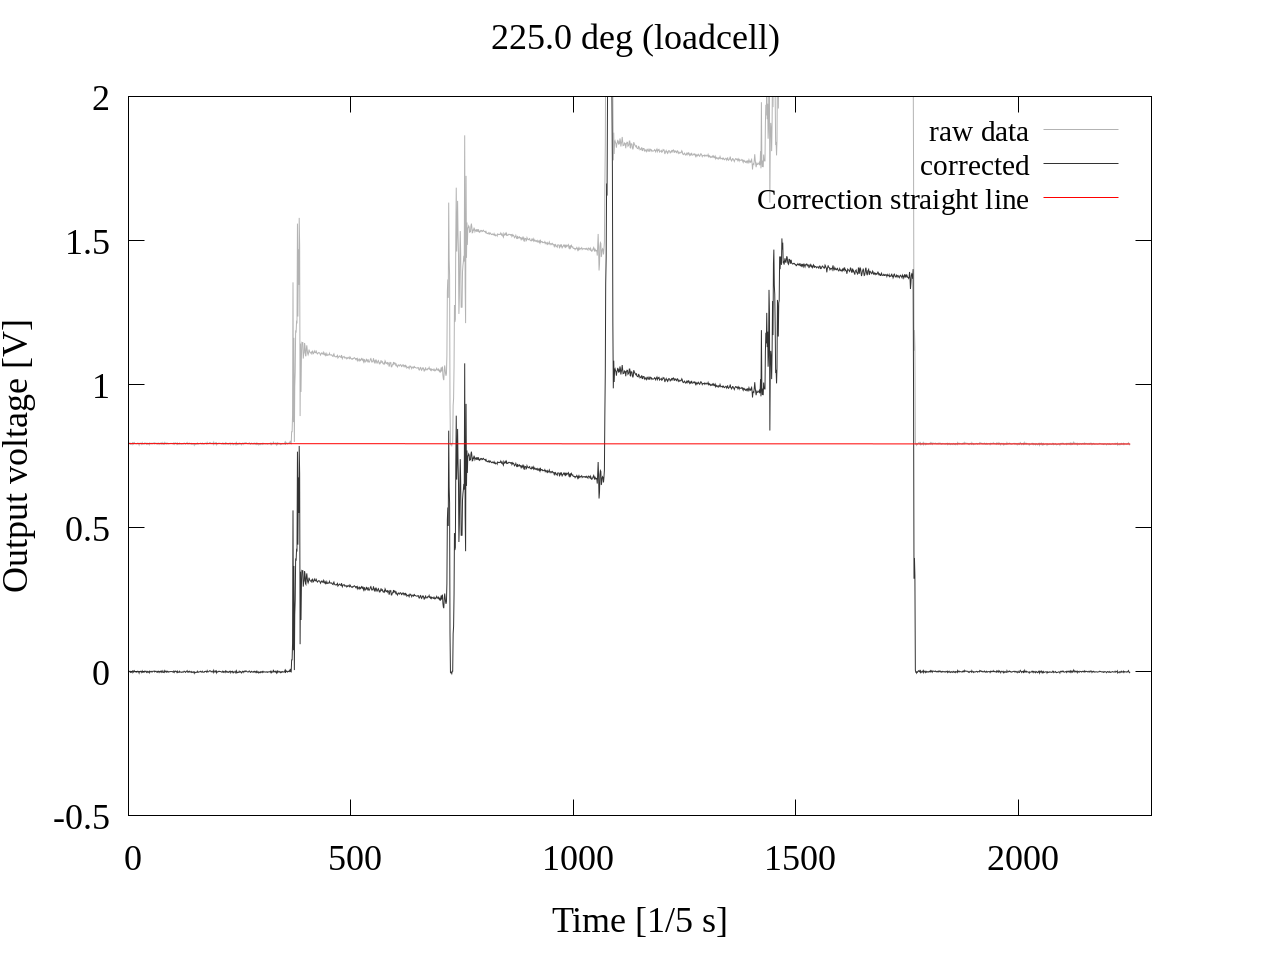 225.0 deg (loadcell)
2
raw data
corrected
Correction straight line
1.5
1
0.5
0
-0.5
Output voltage [V]
0 500 1000 1500 2000
Time [1/5 s]